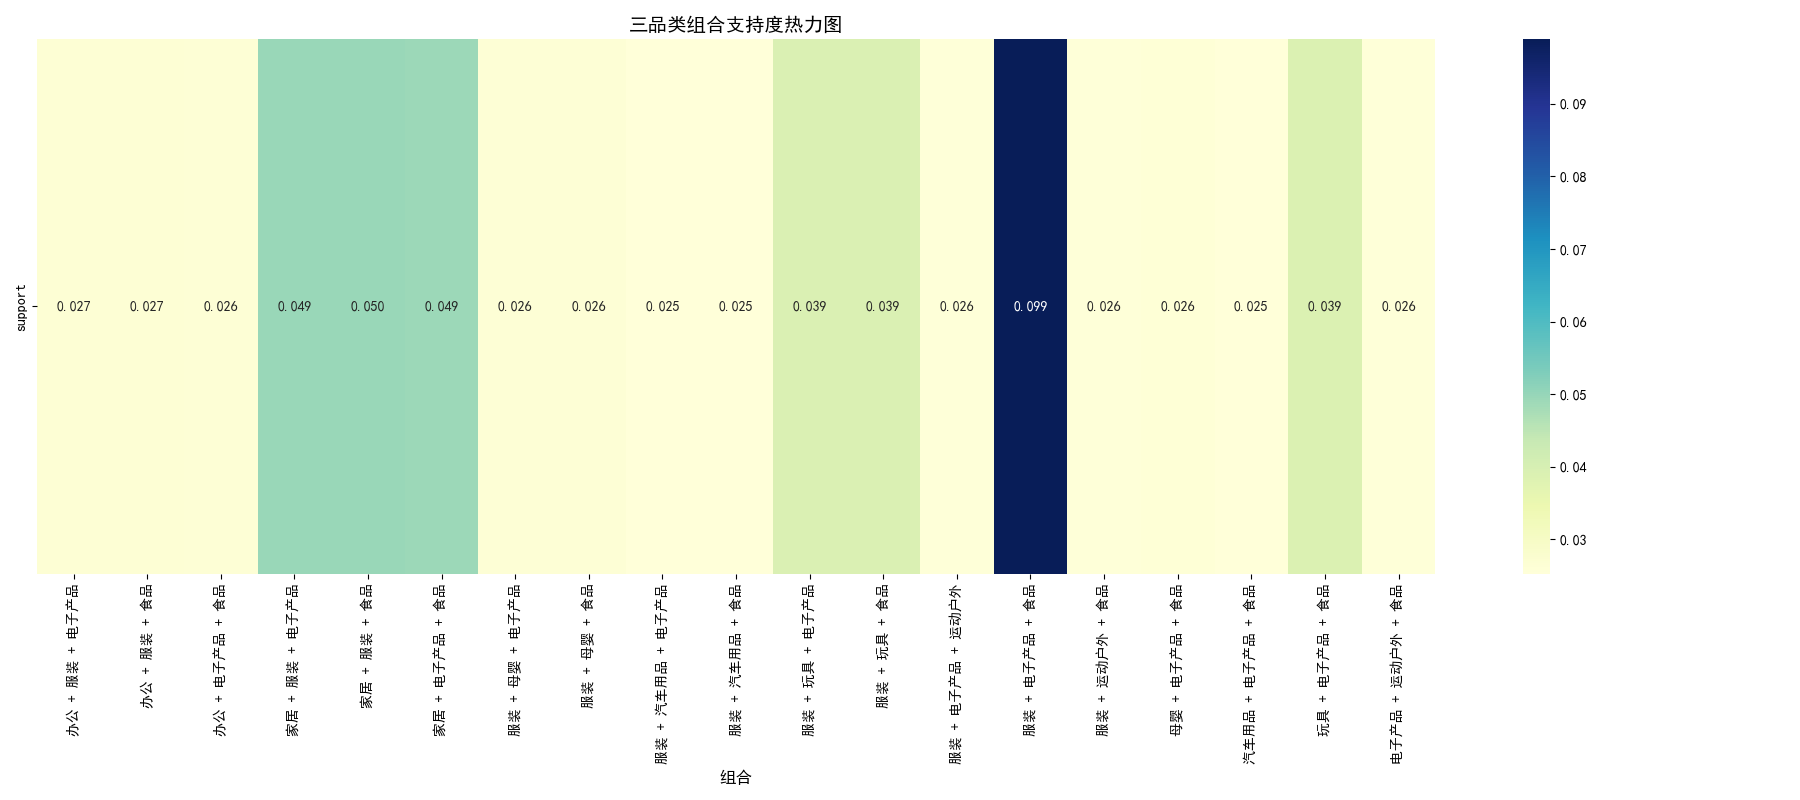 三品类组合支持度热力图
support
0.027 0.027 0.026 0.049 0.050 0.049 0.026 0.026 0.025 0.025 0.039 0.039 0.026 0.099 0.026 0.026 0.025 0.039 0.026
办公 + 服装 + 电子产品
办公 + 服装 + 食品
办公 + 电子产品 + 食品
家居 + 服装 + 电子产品
家居 + 服装 + 食品
家居 + 电子产品 + 食品
服装 + 母婴 + 电子产品
服装 + 母婴 + 食品
服装 + 汽车用品 + 电子产品
服装 + 汽车用品 + 食品
服装 + 玩具 + 电子产品
服装 + 玩具 + 食品
服装 + 电子产品 + 运动户外
服装 + 电子产品 + 食品
服装 + 运动户外 + 食品
母婴 + 电子产品 + 食品
汽车用品 + 电子产品 + 食品
玩具 + 电子产品 + 食品
电子产品 + 运动户外 + 食品
组合
0.09
0.08
0.07
0.06
0.05
0.04
0.03